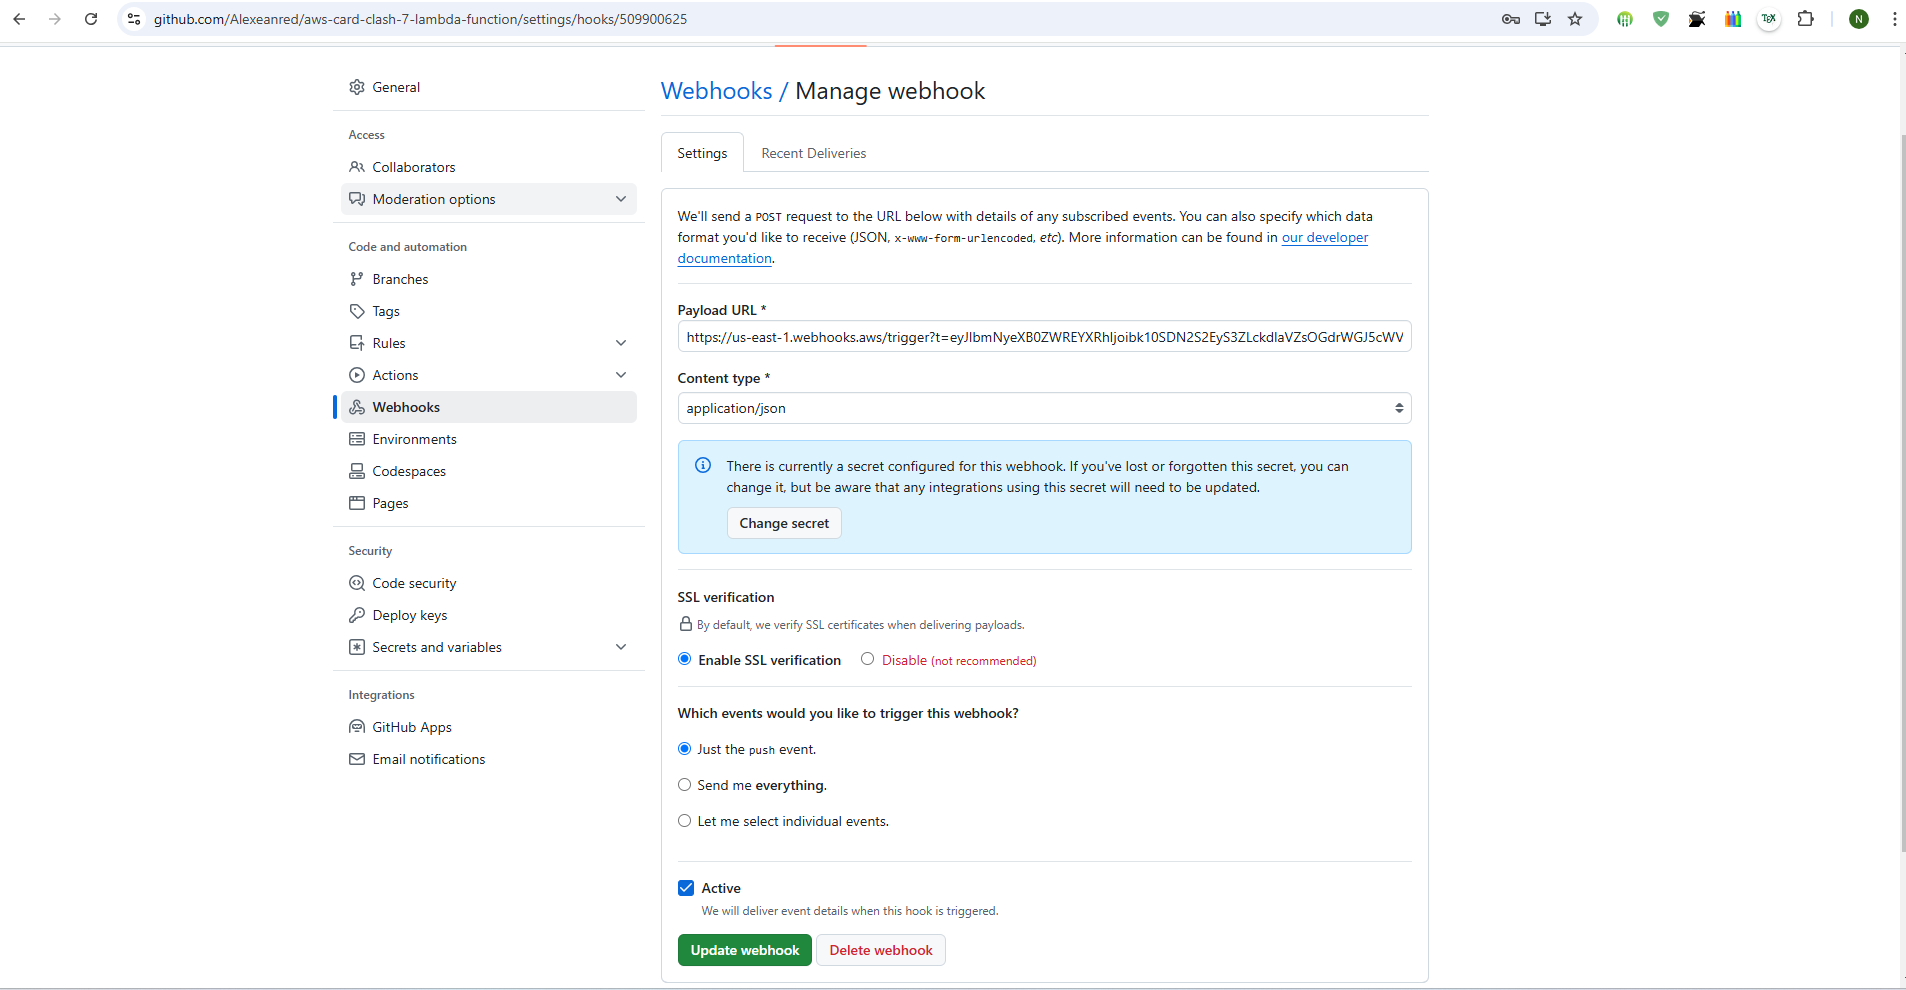 github.com/Alexeanred/aws-card-clash-7-lambda-function/settings/hooks/509900625
TEX
N
General
Access
Collaborators
Moderation options
Code and automation
Branches
Tags
Rules
Actions
Webhooks
Environments
Codespaces
Pages
Security
Code security
Deploy keys
Secrets and variables
Integrations
GitHub Apps
Email notifications
Webhooks / Manage webhook
Settings
Recent Deliveries
We'll send a POST request to the URL below with details of any subscribed events. You can also specify which data
format you'd like to receive (JSON, x-www-form-urlencoded, etc). More information can be found in our developer
documentation.
Payload URL *
https://us-east-1.webhooks.aws/trigger?t=eyJlbmNyeXB0ZWREYXRhIjoibk10SDN2S2EyS3ZLckdIaVZsOGdrWGJ5cWV
Content type *
application/json
There is currently a secret configured for this webhook. If you've lost or forgotten this secret, you can
change it, but be aware that any integrations using this secret will need to be updated.
Change secret
SSL verification
By default, we verify SSL certificates when delivering payloads.
Enable SSL verification
Disable (not recommended)
Which events would you like to trigger this webhook?
Just the push event.
Send me everything.
Let me select individual events.
Active
We will deliver event details when this hook is triggered.
Update webhook
Delete webhook